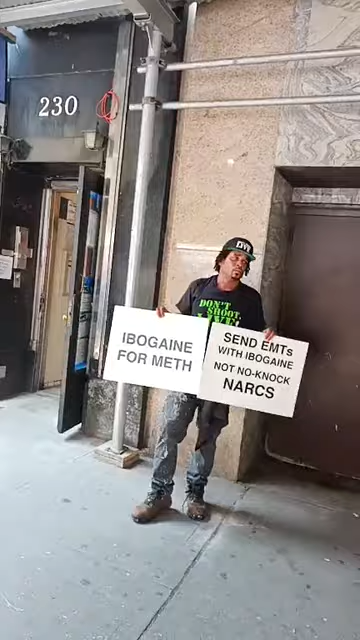 230
DON'T
SHOOT.
IBOGAINE
FOR METH
SEND EMTs
WITH IBOGAINE
NOT NO-KNOCK
NARCS